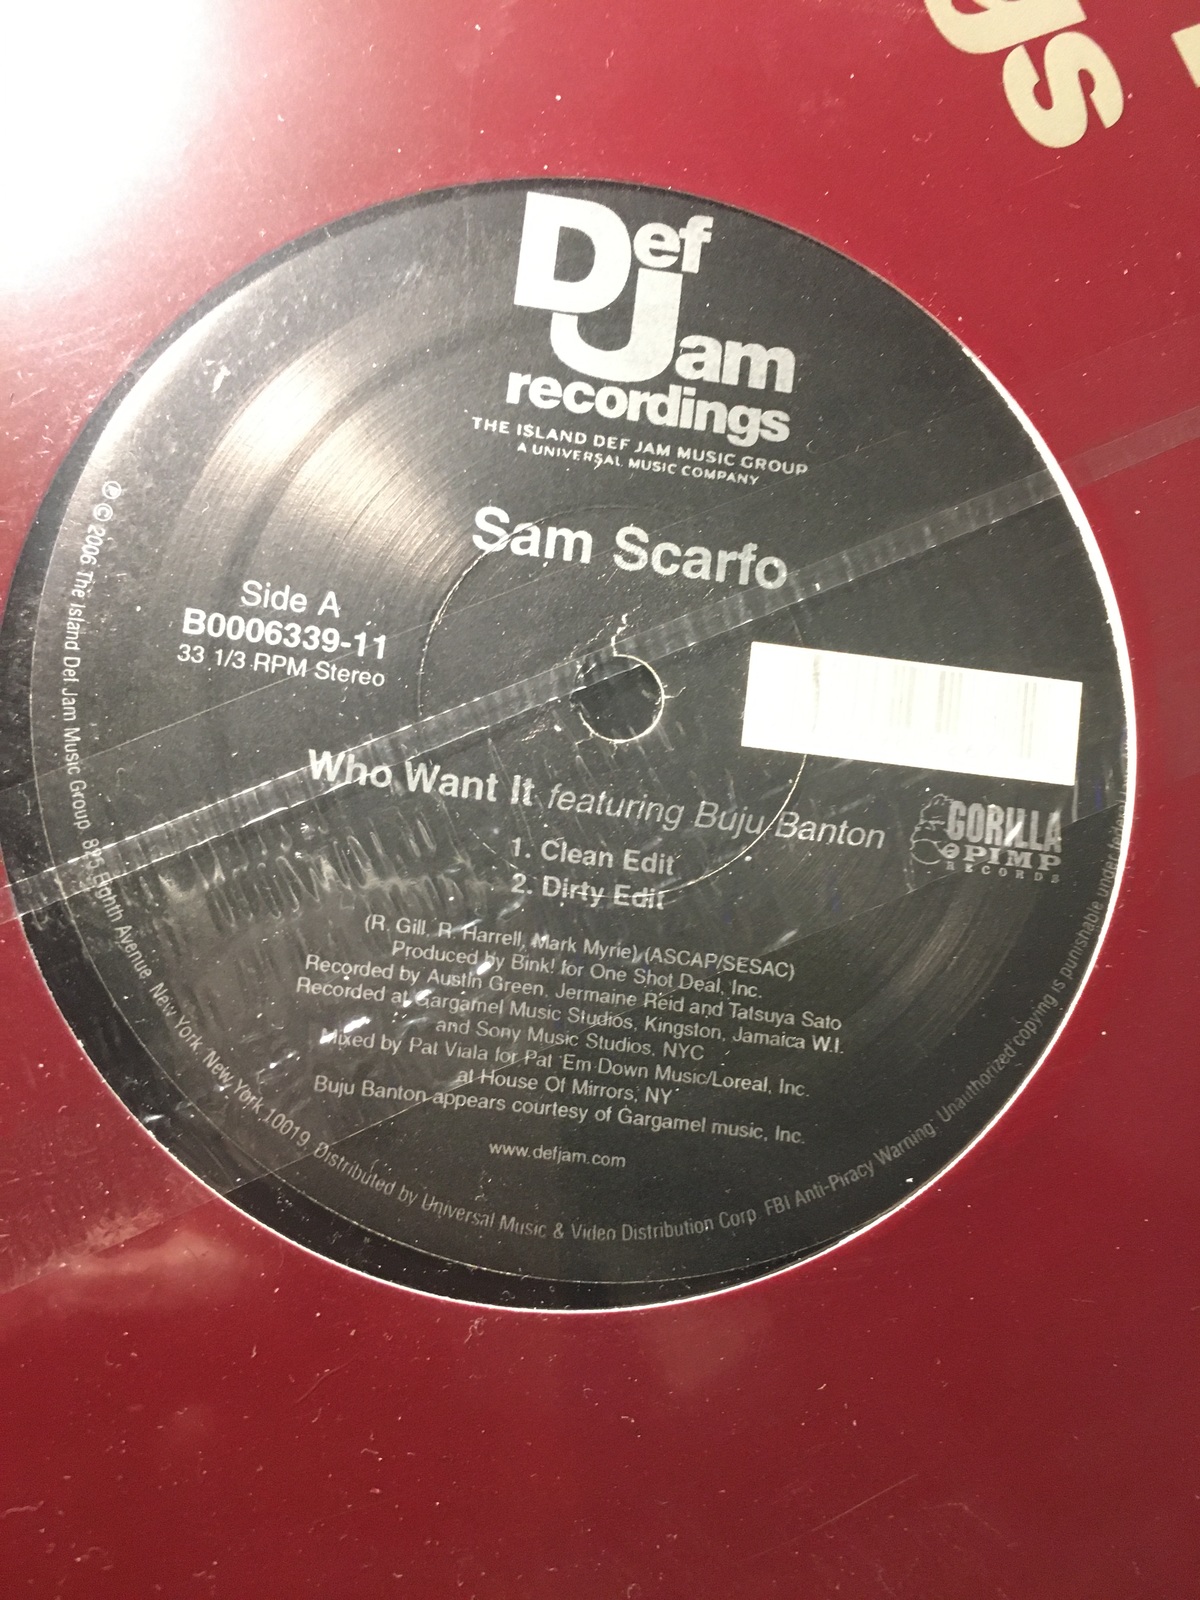 gs
Def
Jam
recordings
THE ISLAND DEF JAM MUSIC GROUP
A UNIVERSAL MUSIC COMPANY
Sam Scarfo
Side A
B0006339-11
33 1/3 RPM Stereo
Who Want It featuring Buju Banton
1. Clean Edit
2. Dirty Edit
GORILLA
PIMP
RECORDS
(R. Gill, R. Harrell, Mark Myrie) (ASCAP/SESAC)
Produced by Bink! for One Shot Deal, Inc.
Recorded by Austin Green, Jermaine Reid and Tatsuya Sato
Recorded at Gargamel Music Studios, Kingston, Jamaica W.I.
and Sony Music Studios, NYC
Mixed by Pat Viala for Pat 'Em Down Music/Loreal, Inc.
at House Of Mirrors, NY
Buju Banton appears courtesy of Gargamel music, Inc.
www.defjam.com
℗ © 2006 The Island Def Jam Music Group 825 Eighth Avenue, New York, New York 10019. Distributed by Universal Music & Video Distribution Corp. FBI Anti-Piracy Warning: Unauthorized copying is punishable under federal